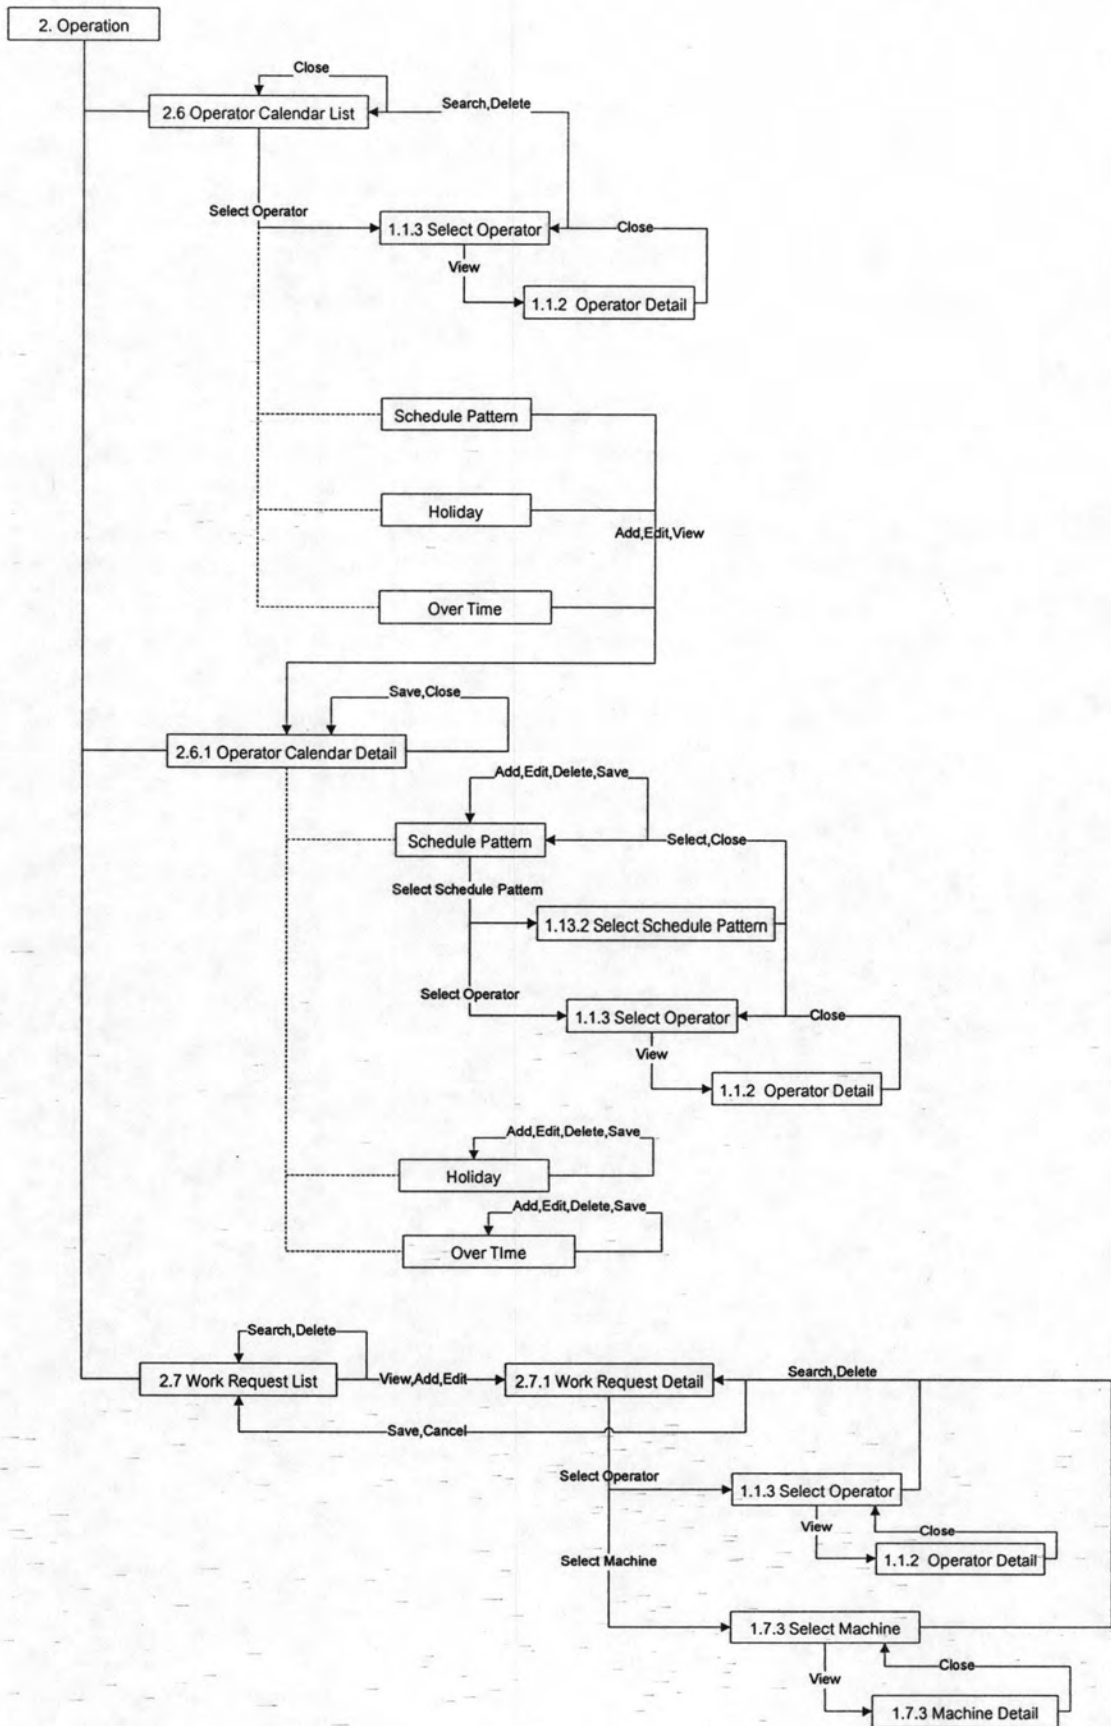 2. Operation
Close
2.6 Operator Calendar List
Search,Delete
Select Operator
1.1.3 Select Operator
Close
View
1.1.2 Operator Detail
Schedule Pattern
Holiday
Add,Edit,View
Over Time
Save,Close
2.6.1 Operator Calendar Detail
Add,Edit,Delete,Save
Schedule Pattern
Select,Close
Select Schedule Pattern
1.13.2 Select Schedule Pattern
Select Operator
1.1.3 Select Operator
Close
View
1.1.2 Operator Detail
Add,Edit,Delete,Save
Holiday
Add,Edit,Delete,Save
Over TIme
Search,Delete
2.7 Work Request List
View,Add,Edit
2.7.1 Work Request Detail
Search,Delete
Save,Cancel
Select Operator
1.1.3 Select Operator
View
Close
1.1.2 Operator Detail
Select Machine
1.7.3 Select Machine
View
Close
1.7.3 Machine Detail